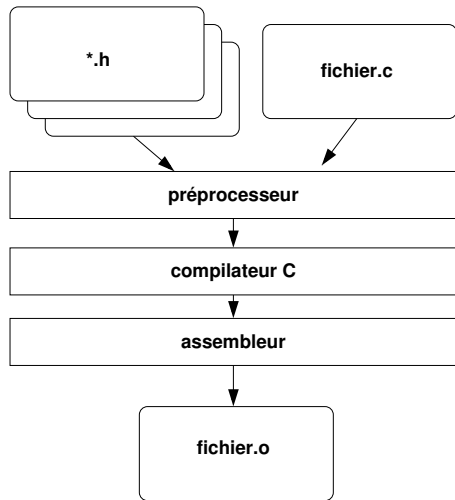 *.h
fichier.c
préprocesseur
compilateur C
assembleur
fichier.o